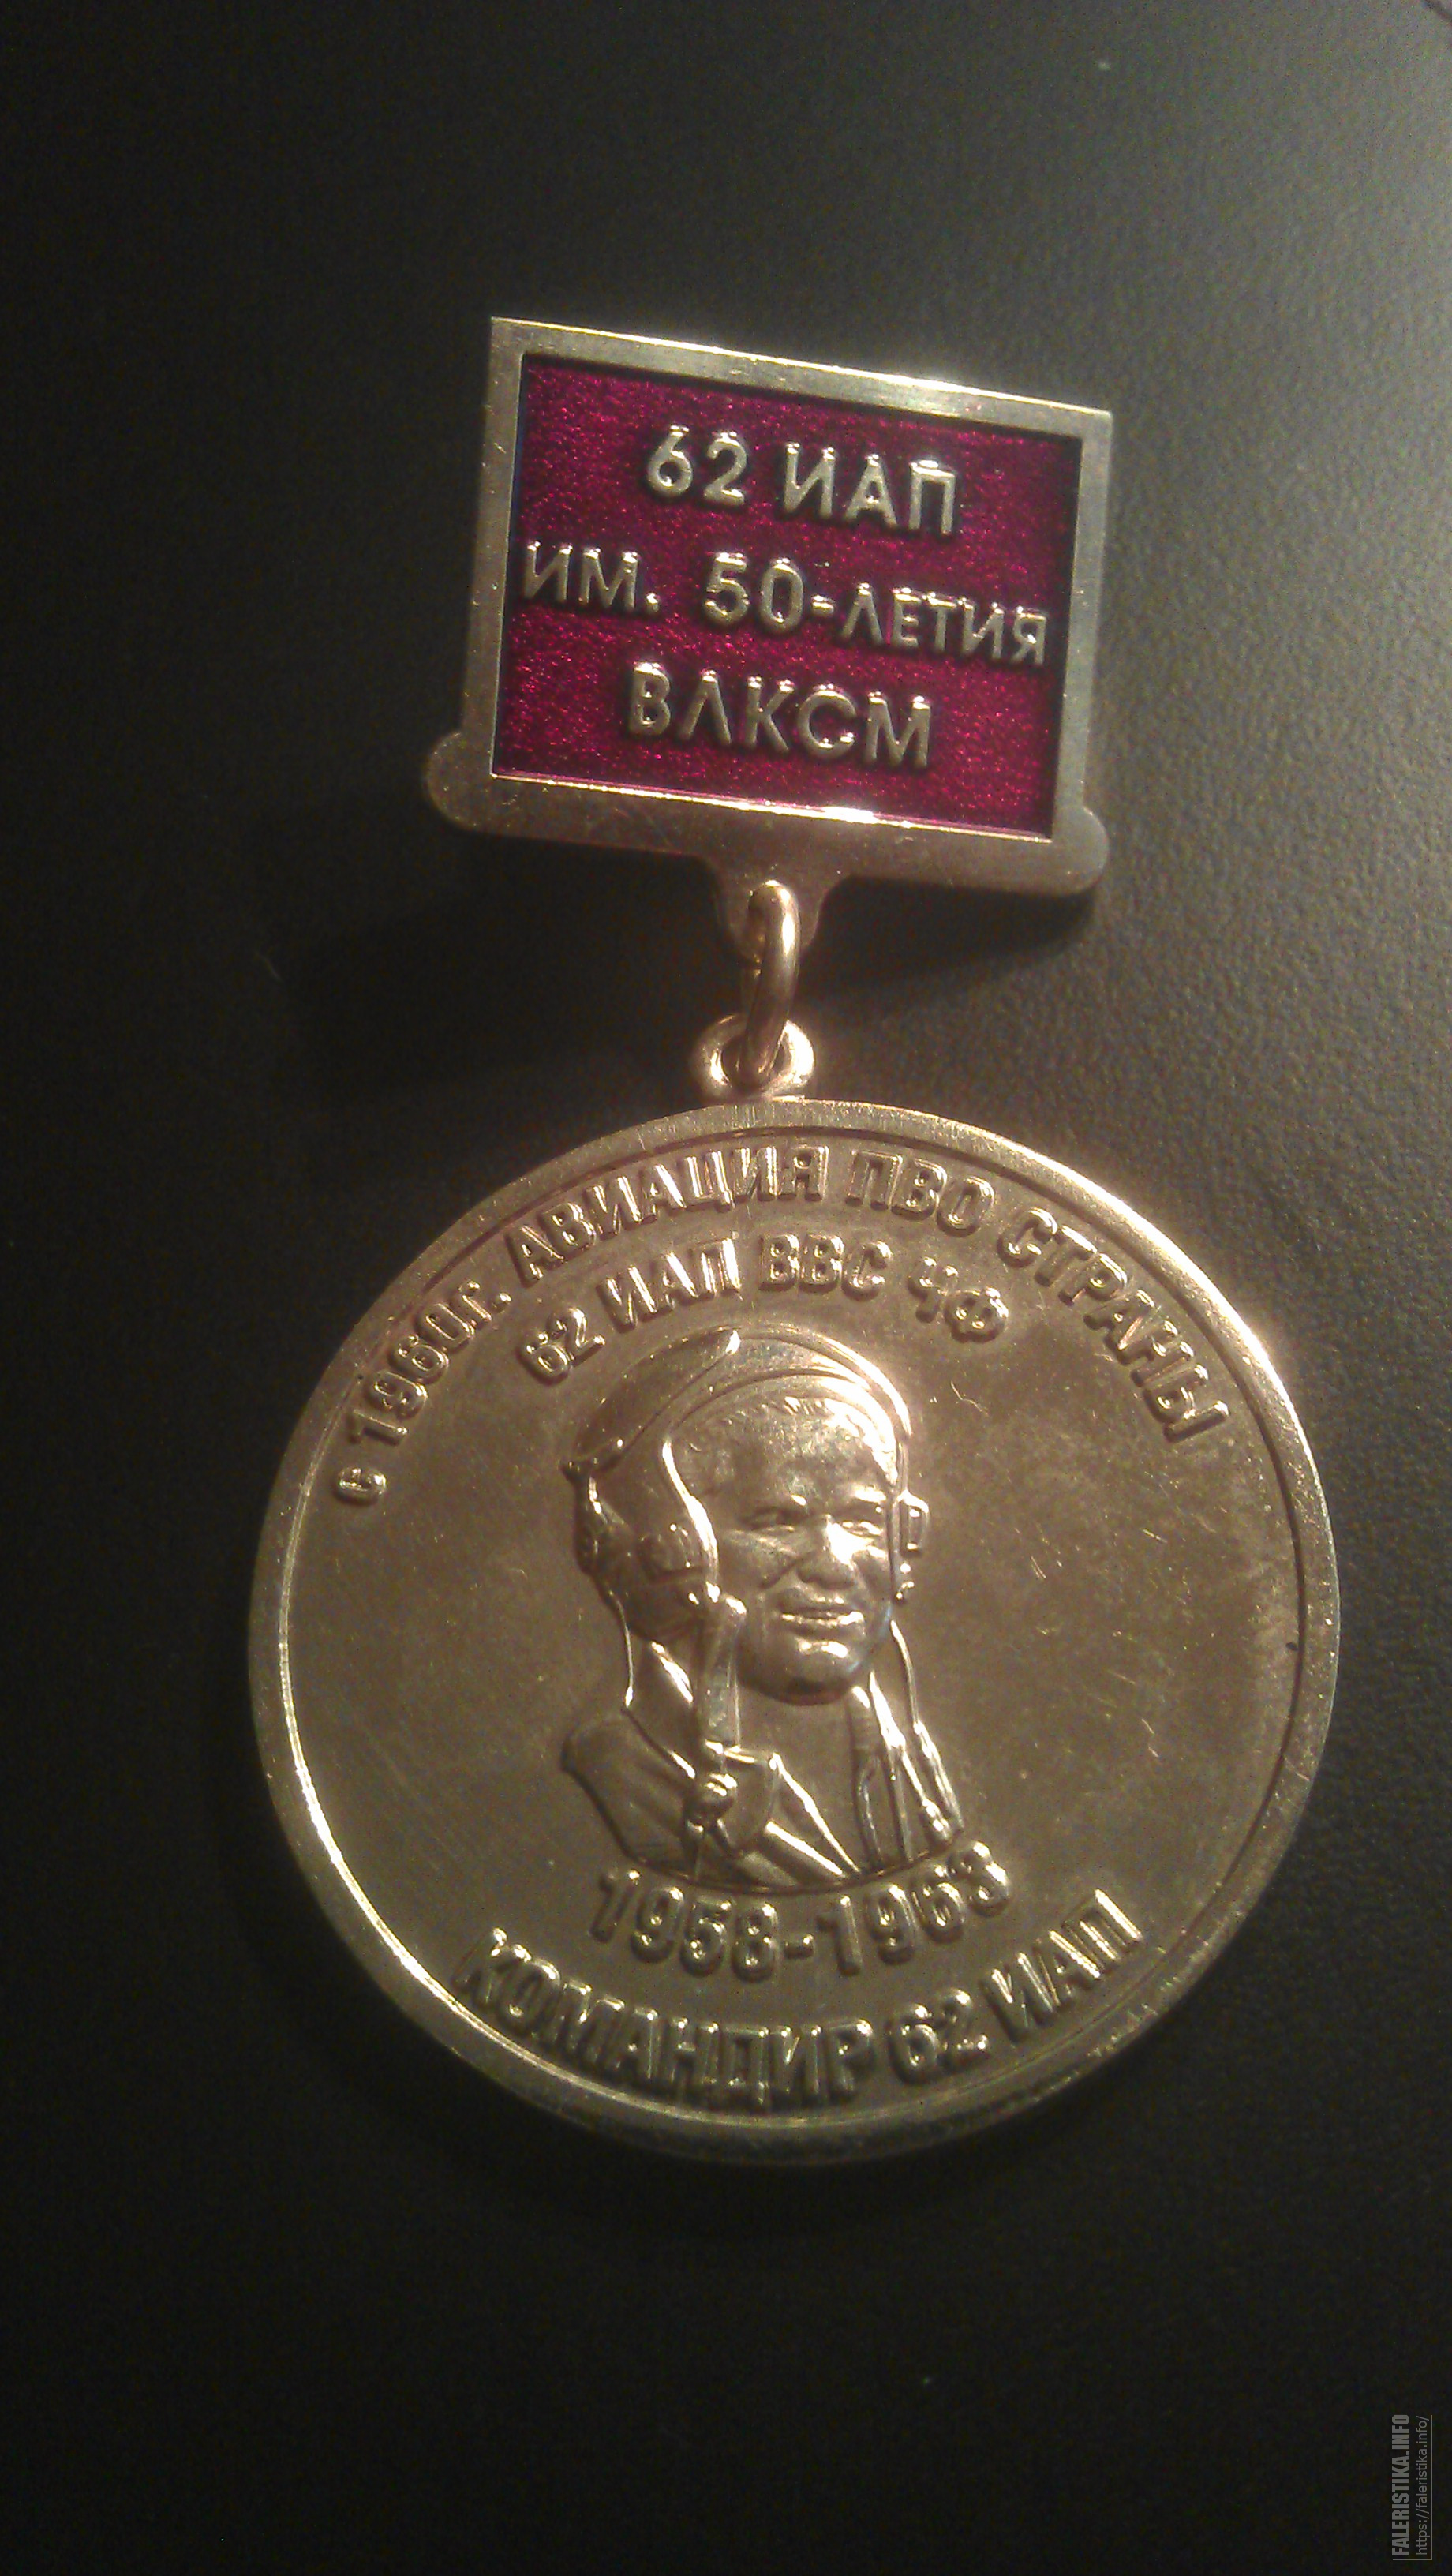 62 ИАП
ИМ. 50-ЛЕТИЯ
ВЛКСМ
с 1960г. АВИАЦИЯ ПВО СТРАНЫ
62 ИАП ВВС ЧФ
1958-1963
КОМАНДИР 62 ИАП
FALERISTIKA.INFO
https://faleristika.info/